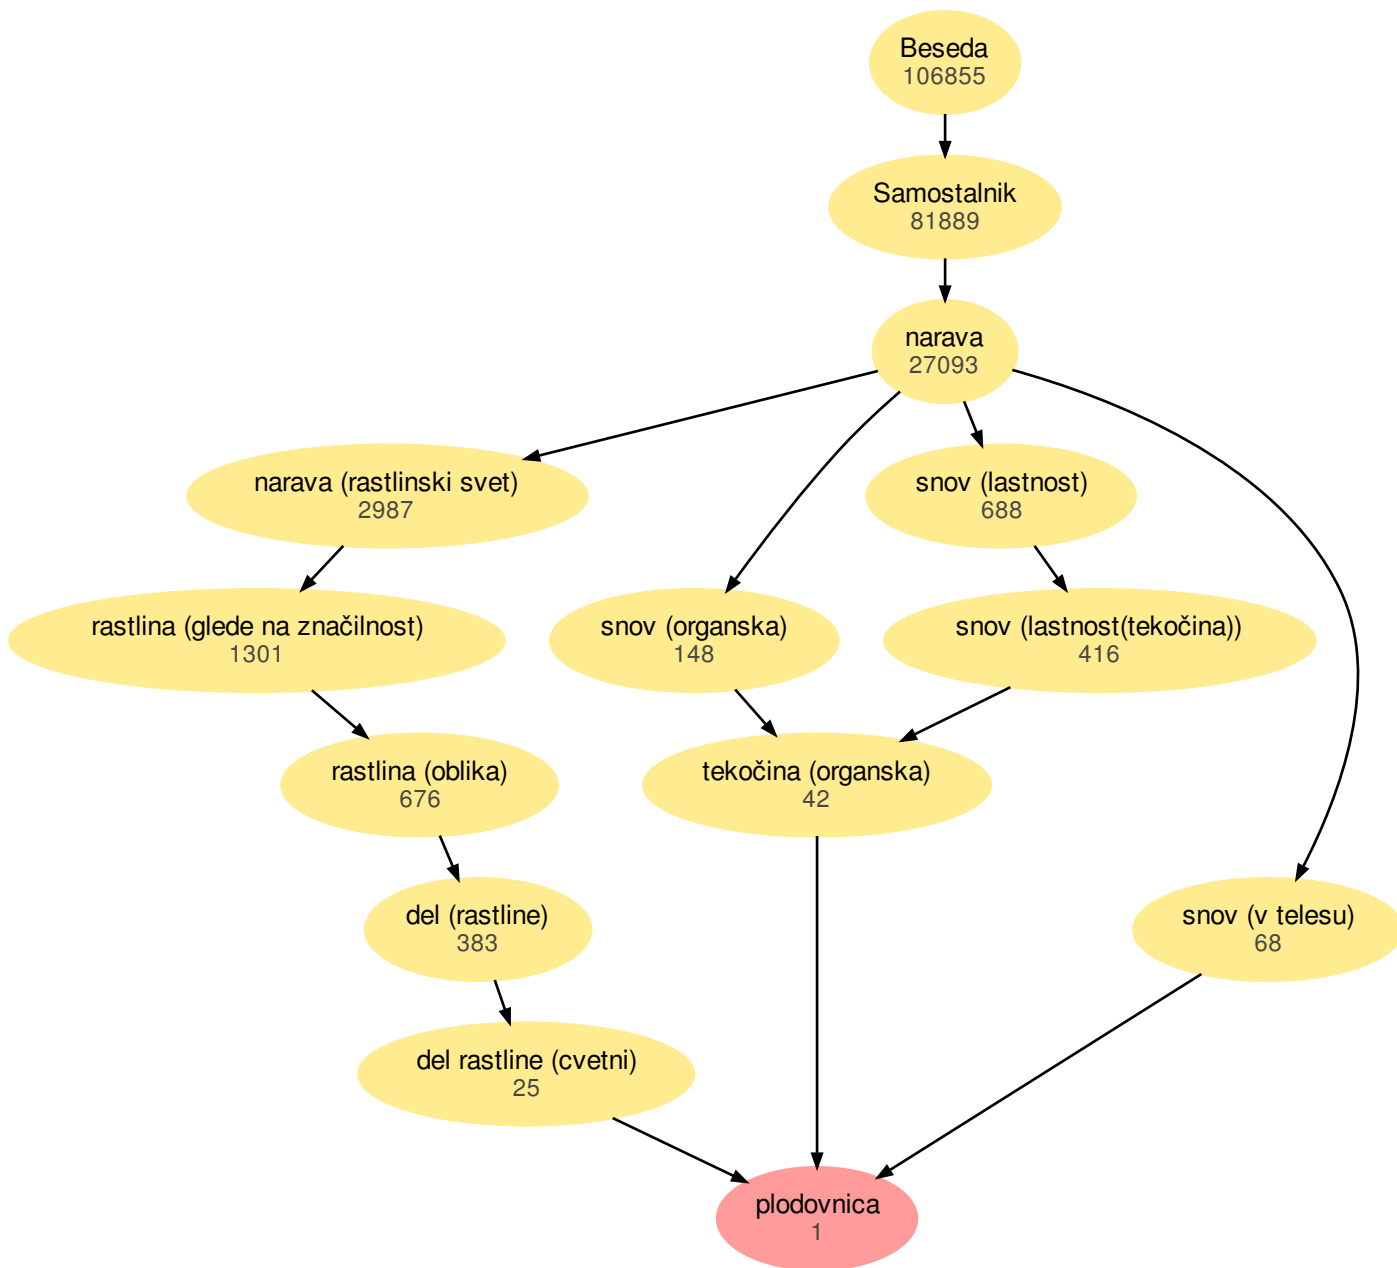 Beseda
106855
Samostalnik
81889
narava
27093
narava (rastlinski svet)
2987
snov (lastnost)
688
rastlina (glede na značilnost)
1301
snov (organska)
148
snov (lastnost(tekočina))
416
rastlina (oblika)
676
tekočina (organska)
42
del (rastline)
383
snov (v telesu)
68
del rastline (cvetni)
25
plodovnica
1